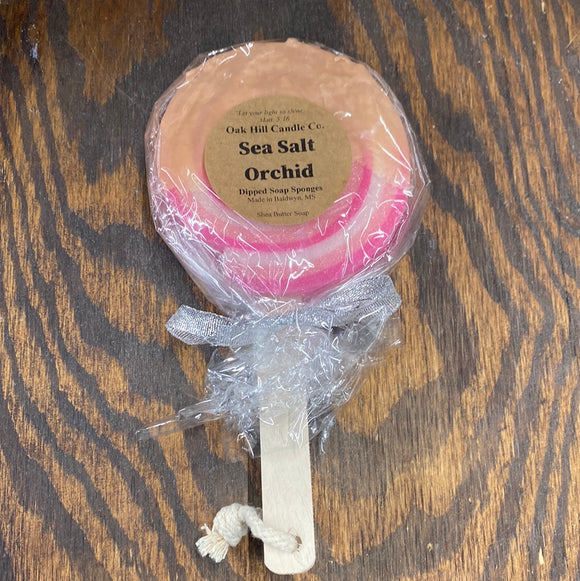 "Let your light so shine.
Matt. 5:16
Oak Hill Candle Co.
Sea Salt
Orchid
Dipped Soap Sponges
Made in Baldwyn, MS
Shea Butter Soap